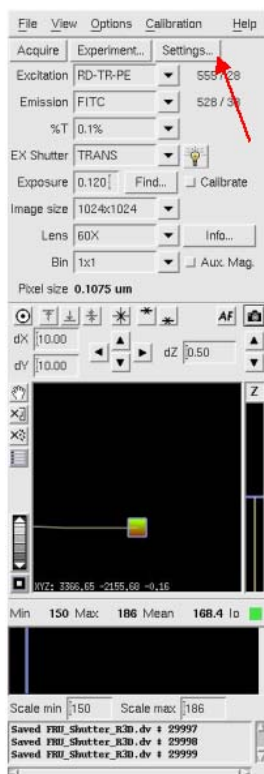 File View Options Calibration Help
Acquire Experiment... Settings...
Excitation RD-TR-PE 555 / 28
Emission FITC 528 / 38
%T 0.1%
EX Shutter TRANS
Exposure 0.120 Find... Calibrate
Image size 1024x1024
Lens 60X Info...
Bin 1x1 Aux. Mag.
Pixel size 0.1075 um
AF
dX 10.00
dZ 0.50
dY 10.00
Z
XYZ: 3366.65 -2155.68 -0.16
Min 150 Max 186 Mean 168.4 Io
Scale min 150 Scale max 186
Saved FRU_Shutter_R3D.dv # 29997
Saved FRU_Shutter_R3D.dv # 29998
Saved FRU_Shutter_R3D.dv # 29999